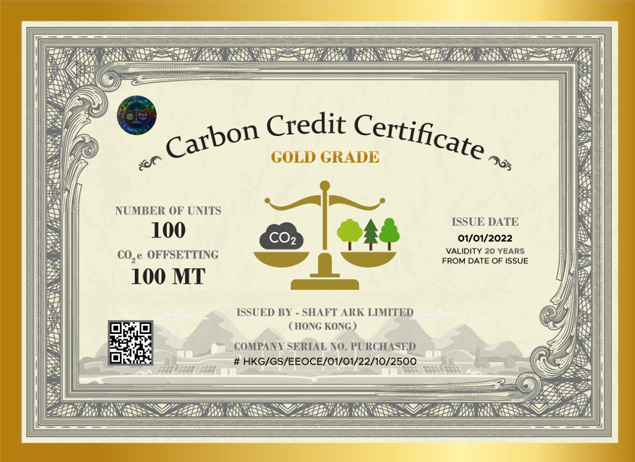 Carbon Credit Certificate
GOLD GRADE
NUMBER OF UNITS
100
CO2e OFFSETTING
100 MT
CO2
ISSUE DATE
01/01/2022
VALIDITY 20 YEARS
FROM DATE OF ISSUE
ISSUED BY - SHAFT ARK LIMITED
(HONG KONG)
COMPANY SERIAL NO. PURCHASED
# HKG/GS/EEOCE/01/01/22/10/2500